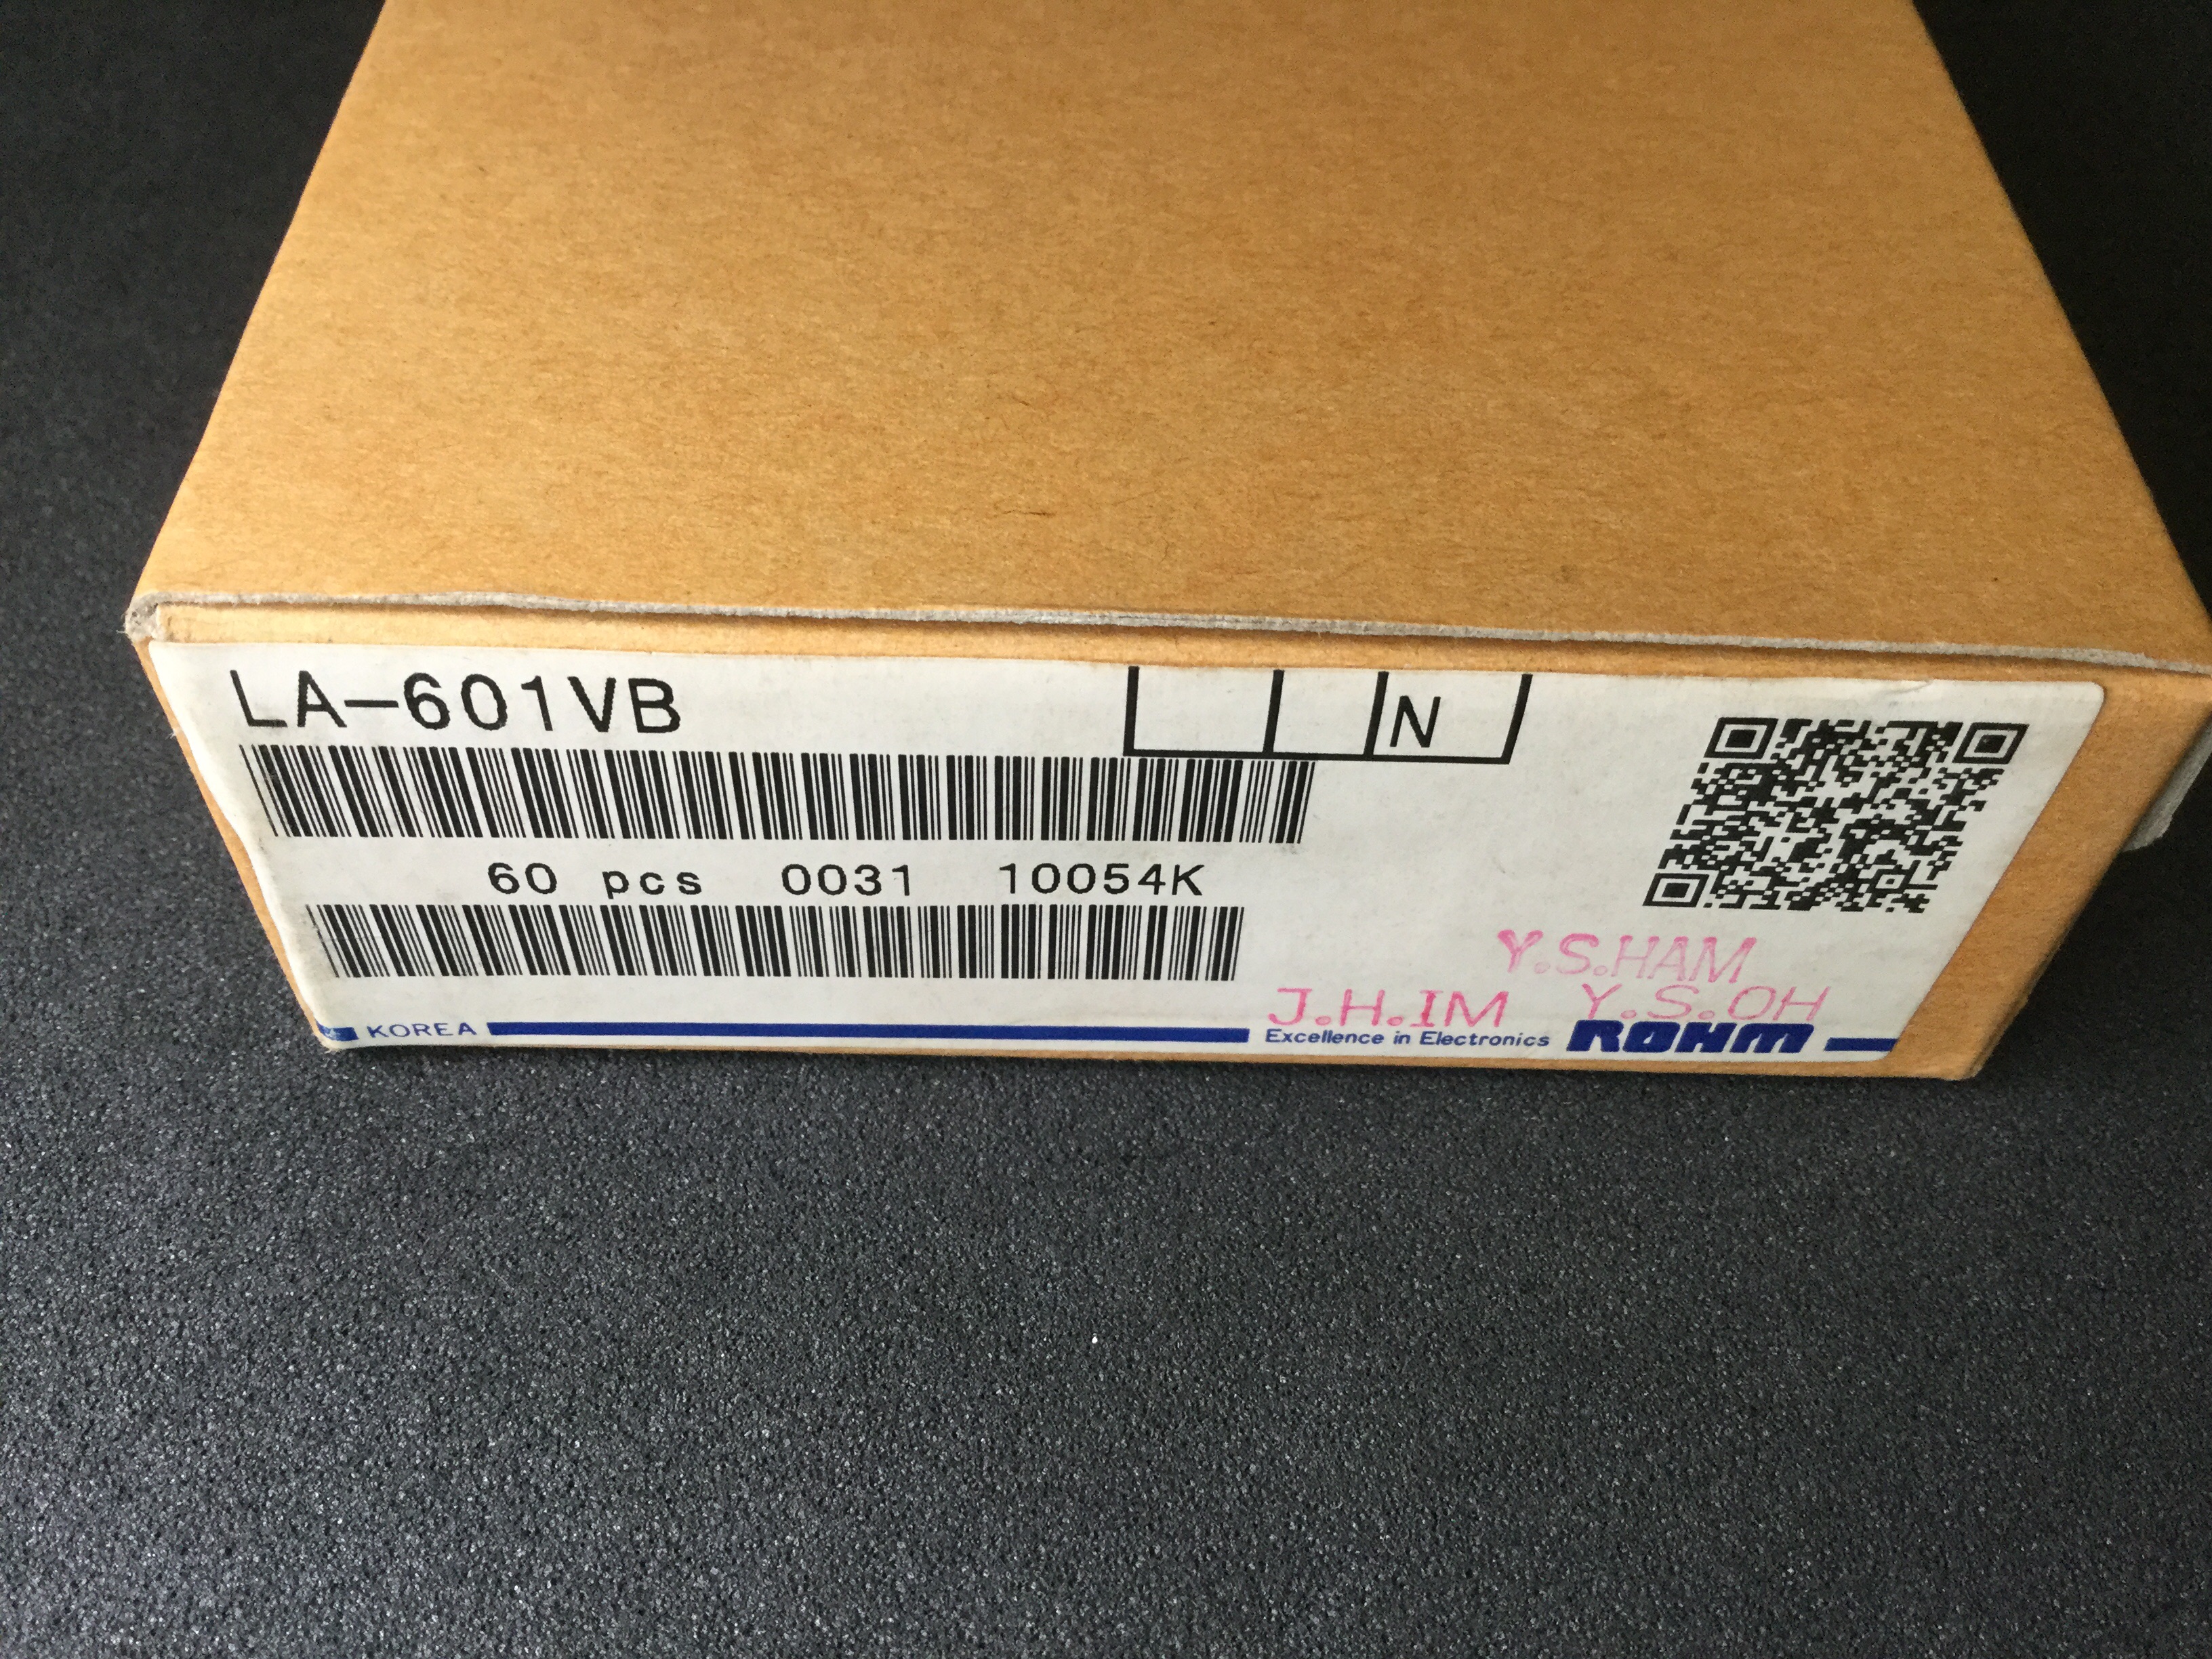 LA-601VB
N
60 pcs 0031 10054K
Y.S.HAM
J.H.IM Y.S.OH
KOREA Excellence in Electronics ROHM